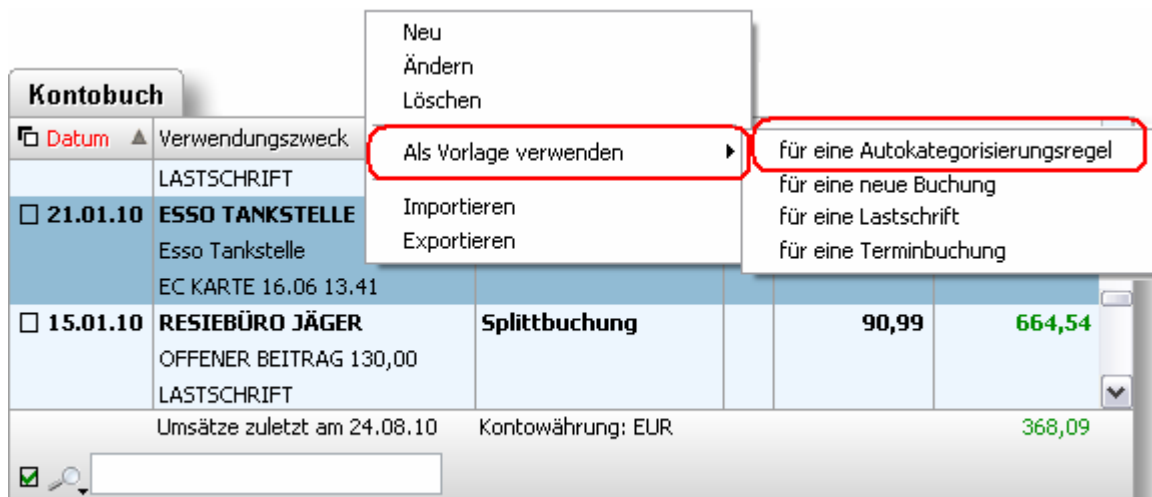 Neu
Ändern
Löschen
Als Vorlage verwenden
Importieren
Exportieren
für eine Autokategorisierungsregel
für eine neue Buchung
für eine Lastschrift
für eine Terminbuchung
Kontobuch
Datum Verwendungszweck
LASTSCHRIFT
21.01.10 ESSO TANKSTELLE
Esso Tankstelle
EC KARTE 16.06 13.41
15.01.10 RESIEBÜRO JÄGER Splittbuchung 90,99 664,54
OFFENER BEITRAG 130,00
LASTSCHRIFT
Umsätze zuletzt am 24.08.10 Kontowährung: EUR 368,09